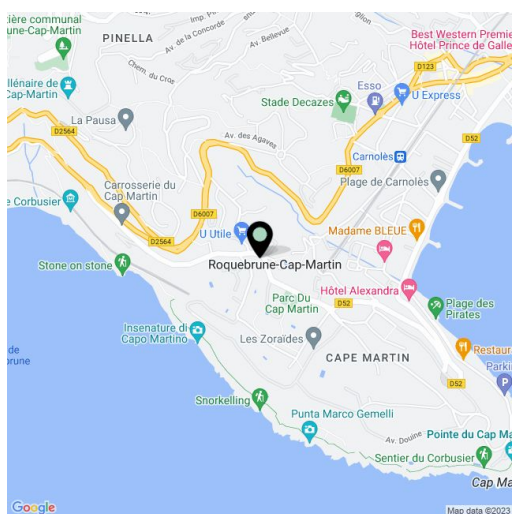 tière communal
une-Cap-Martin
PINELLA
Imp. P
Av. de la Concorde
Av. Bellevue
Chem. du Croz
Best Western Premie
Hôtel Prince de Galle
D123
Esso
U Express
Stade Decazes
llénaire de
Cap-Martin
La Pausa
D2564
Av. des Agaves
D52
Carnolès
D6007
Plage de Carnolès
Carrosserie du
Cap Martin
D6007
e Corbusier
D2564
U Utile
Madame BLEUE
Roquebrune-Cap-Martin
Stone on stone
Hôtel Alexandra
Parc Du
Cap Martin
D52
Plage des
Pirates
Insenature di
Capo Martino
Les Zoraïdes
CAPE MARTIN
Restaura
de
brune
Parkin
D52
Snorkelling
Punta Marco Gemelli
Av. Douine
Pointe du Cap M
Sentier du Corbusier
Cap Ma
Google
Map data ©2023